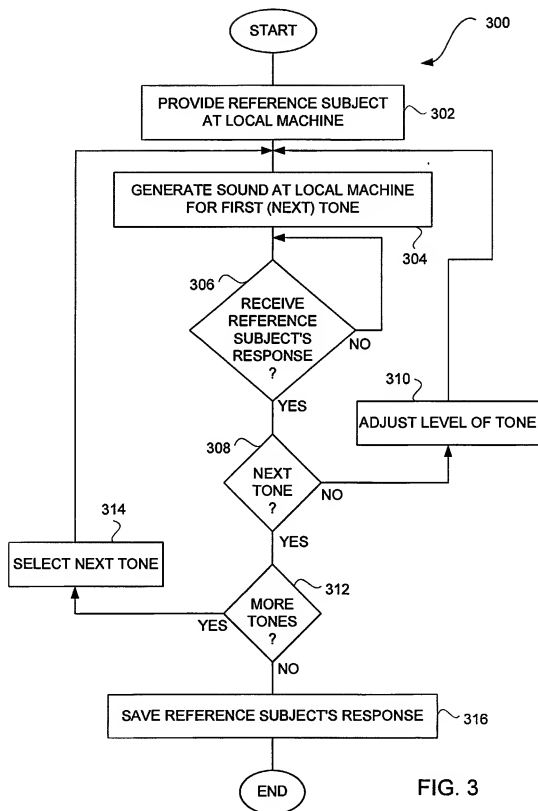 START
300
PROVIDE REFERENCE SUBJECT
AT LOCAL MACHINE
302
GENERATE SOUND AT LOCAL MACHINE
FOR FIRST (NEXT) TONE
304
306
RECEIVE
REFERENCE
SUBJECT'S
RESPONSE
?
NO
YES
310
ADJUST LEVEL OF TONE
308
NEXT
TONE
?
NO
YES
314
SELECT NEXT TONE
312
MORE
TONES
?
YES
NO
SAVE REFERENCE SUBJECT'S RESPONSE
316
END
FIG. 3